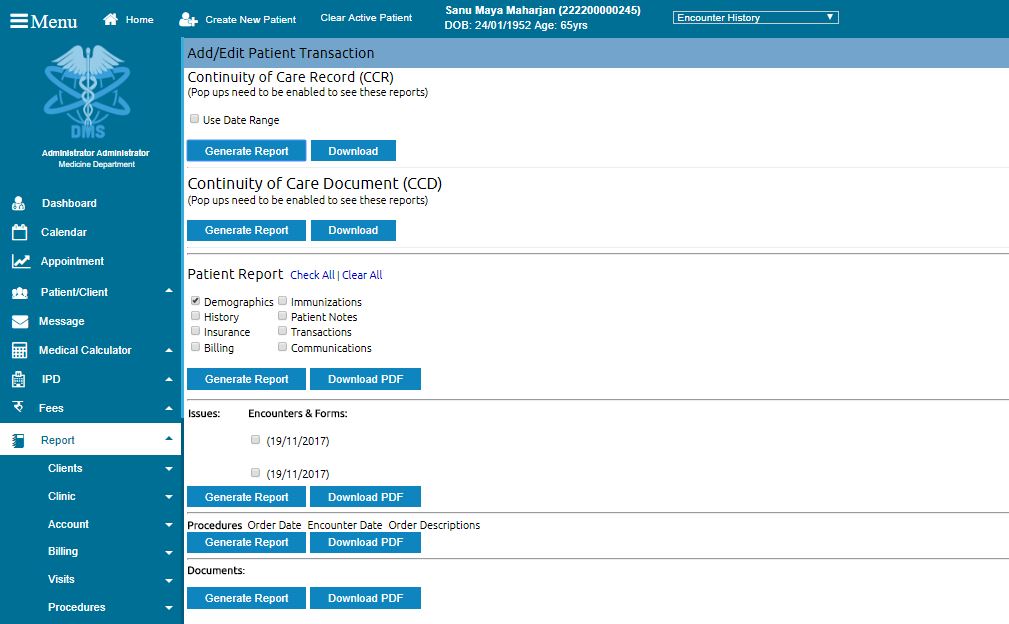 Menu
Home
Create New Patient
Clear Active Patient
Sanu Maya Maharjan (222200000245)
DOB: 24/01/1952 Age: 65yrs
Encounter History
DMS
Administrator Administrator
Medicine Department
Dashboard
Calendar
Appointment
Patient/Client
Message
Medical Calculator
IPD
Fees
Report
Clients
Clinic
Account
Billing
Visits
Procedures
Add/Edit Patient Transaction
Continuity of Care Record (CCR)
(Pop ups need to be enabled to see these reports)
Use Date Range
Generate Report Download
Continuity of Care Document (CCD)
(Pop ups need to be enabled to see these reports)
Generate Report Download
Patient Report Check All | Clear All
Demographics Immunizations
History Patient Notes
Insurance Transactions
Billing Communications
Generate Report Download PDF
Issues: Encounters & Forms:
(19/11/2017)
(19/11/2017)
Generate Report Download PDF
Procedures Order Date Encounter Date Order Descriptions
Generate Report Download PDF
Documents:
Generate Report Download PDF